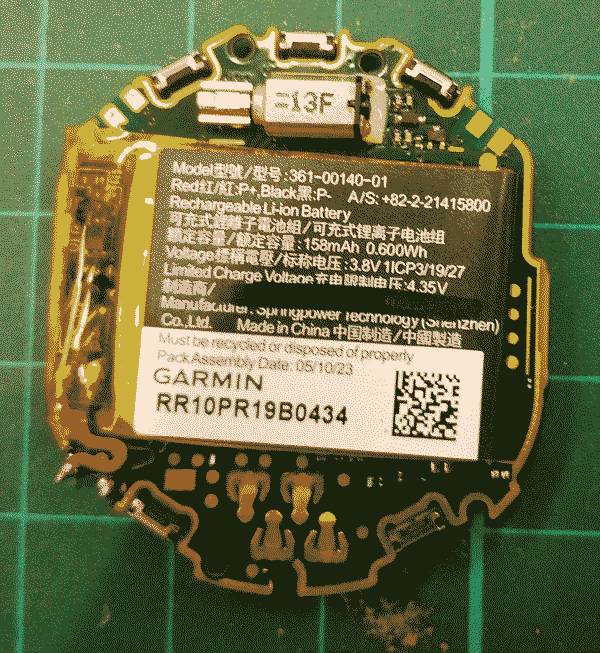 =13F
Model型號/型号:361-00140-01
Red红/紅:P+, Black黑:P- A/S: +82-2-21415800
Rechargeable Li-ion Battery
可充式鋰離子電池組/可充式锂离子电池组
額定容量/额定容量:158mAh 0.600Wh
Voltage標稱電壓/标称电压:3.8V 1ICP3/19/27
Limited Charge Voltage充电限制电压:4.35V
制造商/
Manufacturer: Springpower Technology (Shenzhen)
Co.,Ltd. Made in China 中国制造/中國製造
Must be recycled or disposed of properly
Pack Assembly Date: 05/10/23
GARMIN
RR10PR19B0434